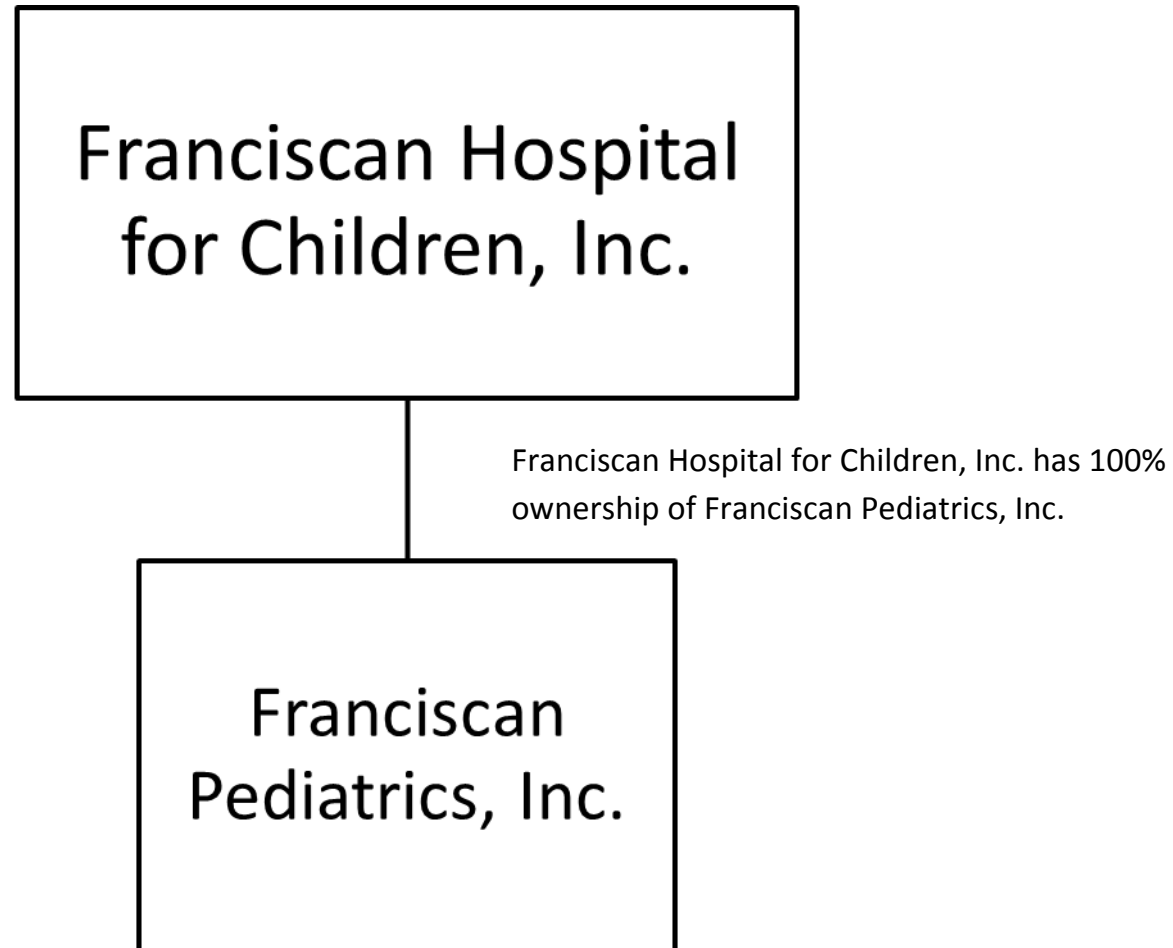 Franciscan Hospital
for Children, Inc.
Franciscan Hospital for Children, Inc. has 100%
ownership of Franciscan Pediatrics, Inc.
Franciscan
Pediatrics, Inc.